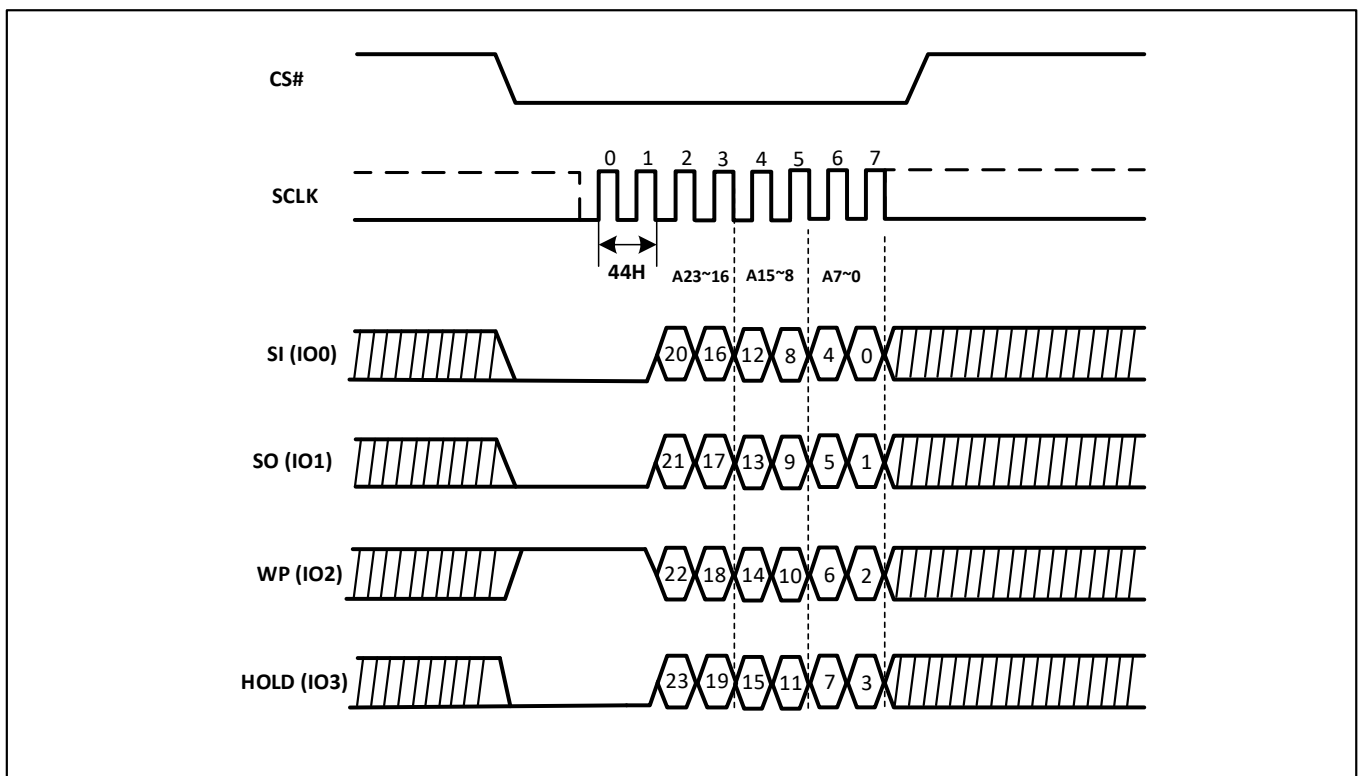 CS#
0 1 2 3 4 5 6 7
SCLK
44H A23~16 A15~8 A7~0
SI (IO0) 20 16 12 8 4 0
SO (IO1) 21 17 13 9 5 1
WP (IO2) 22 18 14 10 6 2
HOLD (IO3) 23 19 15 11 7 3